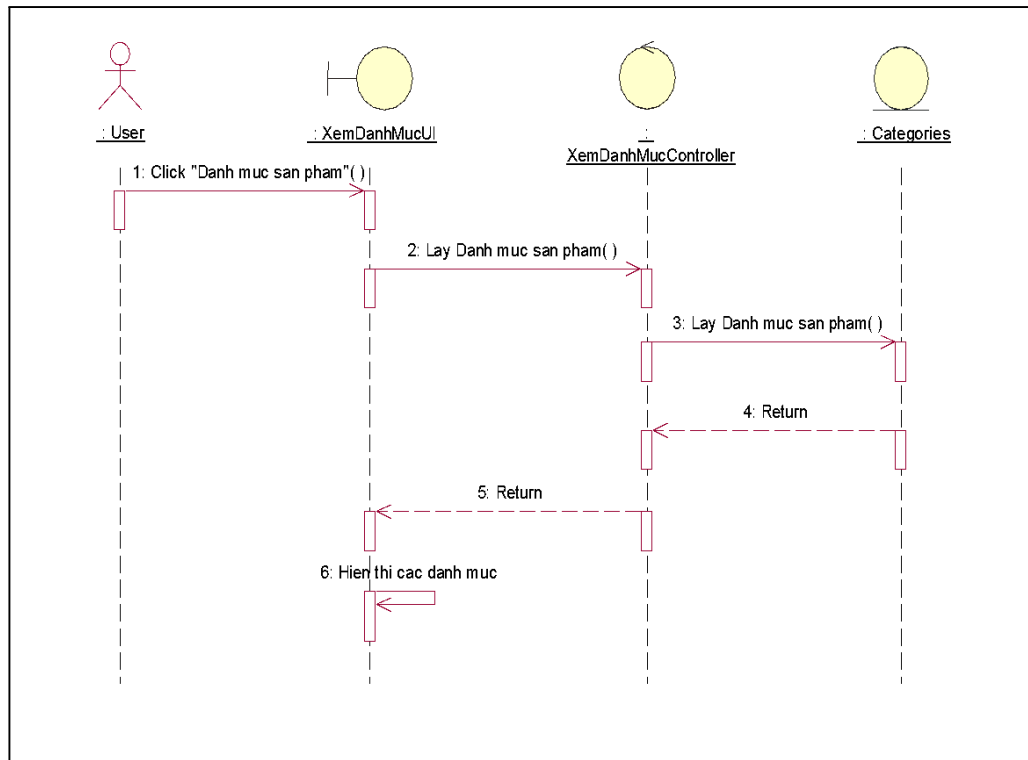 : User
: XemDanhMucUI
:
XemDanhMucController
: Categories
1: Click "Danh muc san pham"( )
2: Lay Danh muc san pham( )
3: Lay Danh muc san pham( )
4: Return
5: Return
6: Hien thi cac danh muc